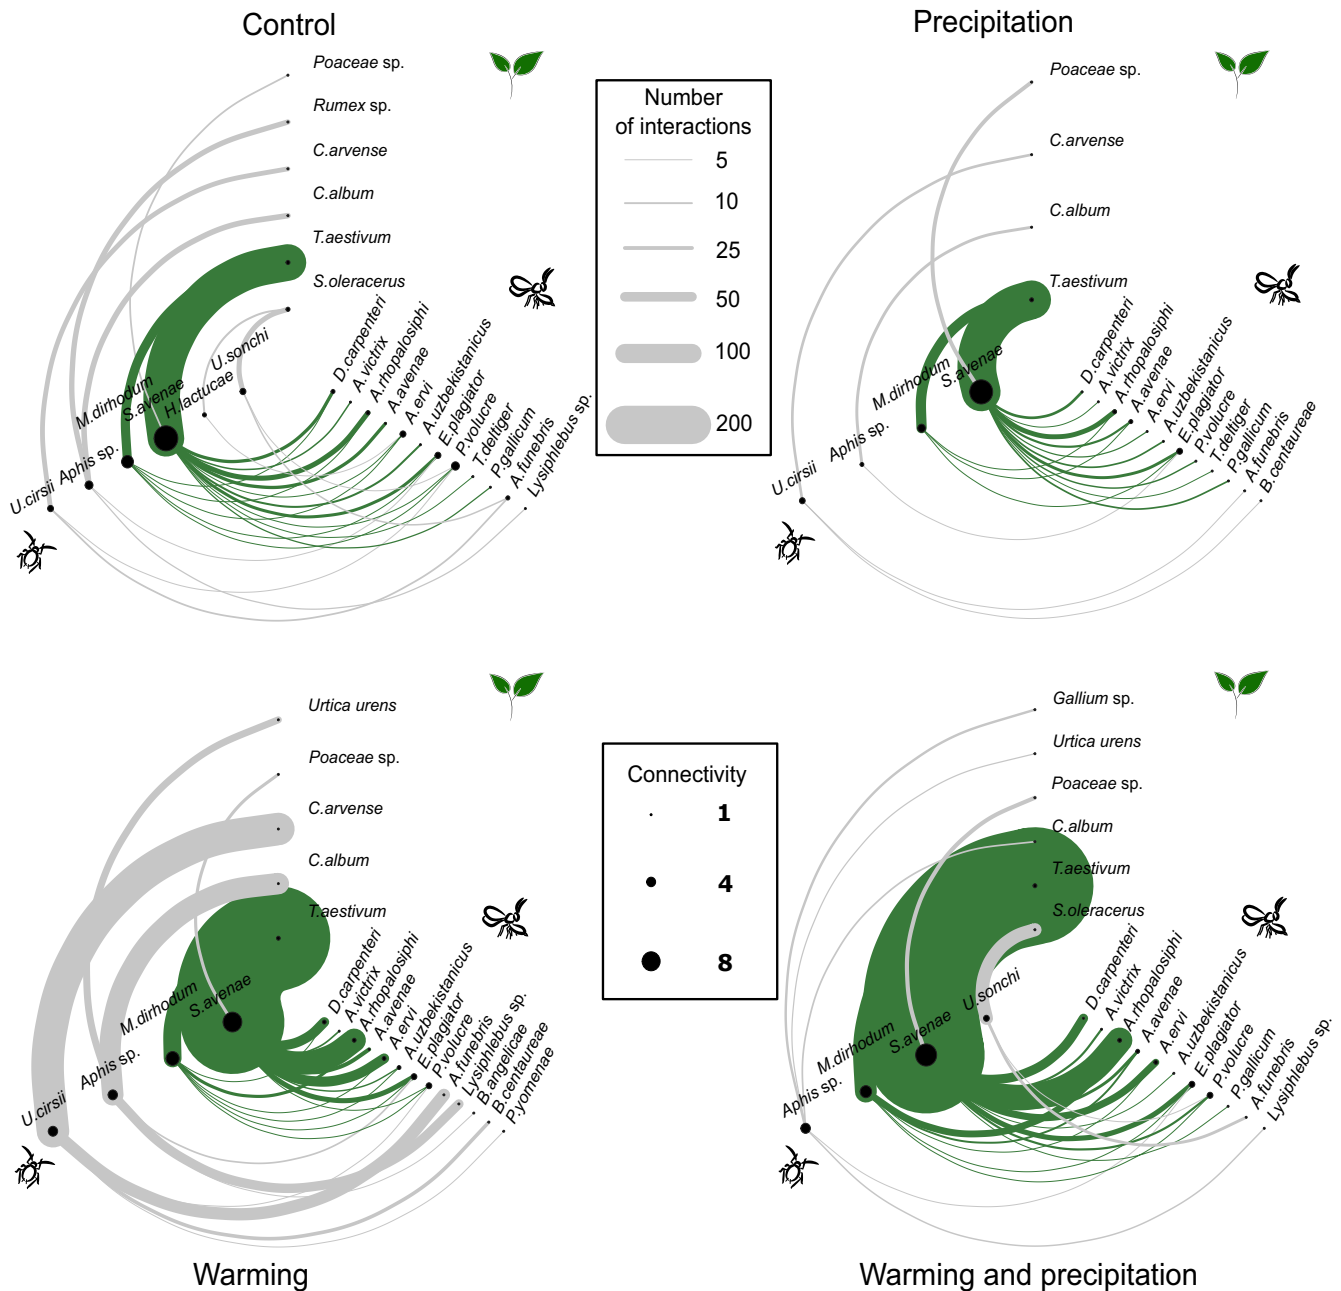 Control
Precipitation
Poaceae sp.
Rumex sp.
C.arvense
C.album
T.aestivum
S.oleracerus
U.sonchi
H.lactucae
S.avenae
M.dirhodum
Aphis sp.
U.cirsii
D.carpenteri
A.victrix
A.rhopalosiphi
A.avenae
A.ervi
A.uzbekistanicus
E.plagiator
P.volucre
T.deltiger
P.gallicum
A.funebris
Lysiphlebus sp.
Number
of interactions
5
10
25
50
100
200
Poaceae sp.
C.arvense
C.album
T.aestivum
S.avenae
M.dirhodum
Aphis sp.
U.cirsii
D.carpenteri
A.victrix
A.rhopalosiphi
A.avenae
A.ervi
A.uzbekistanicus
E.plagiator
P.volucre
T.deltiger
P.gallicum
A.funebris
B.centaureae
Urtica urens
Poaceae sp.
C.arvense
C.album
T.aestivum
S.avenae
M.dirhodum
Aphis sp.
U.cirsii
D.carpenteri
A.victrix
A.rhopalosiphi
A.avenae
A.ervi
A.uzbekistanicus
E.plagiator
P.volucre
A.funebris
Lysiphlebus sp.
B.angelicae
B.centaureae
P.yomenae
Connectivity
1
4
8
Gallium sp.
Urtica urens
Poaceae sp.
C.album
T.aestivum
S.oleracerus
U.sonchi
S.avenae
M.dirhodum
Aphis sp.
D.carpenteri
A.victrix
A.rhopalosiphi
A.avenae
A.ervi
A.uzbekistanicus
E.plagiator
P.volucre
P.gallicum
A.funebris
Lysiphlebus sp.
Warming
Warming and precipitation